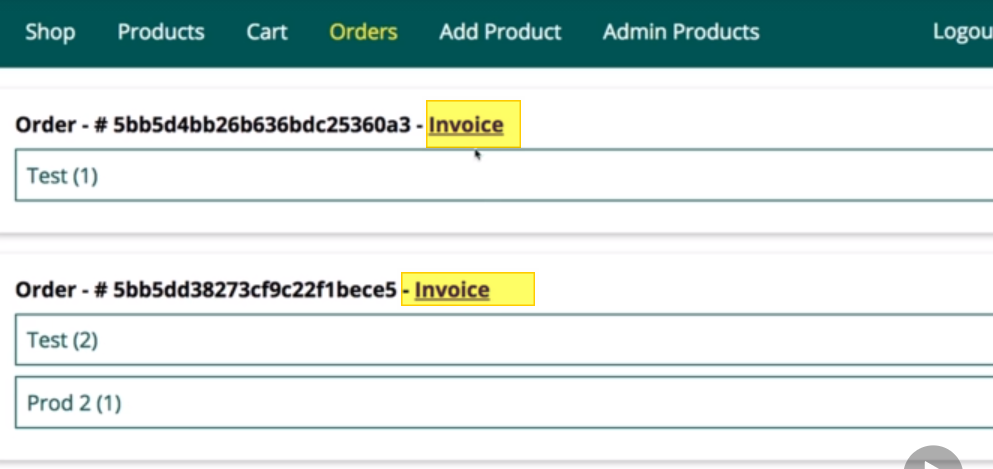 Shop Products Cart Orders Add Product Admin Products Logou
Order - # 5bb5d4bb26b636bdc25360a3 - Invoice
Test (1)
Order - # 5bb5dd38273cf9c22f1bece5 - Invoice
Test (2)
Prod 2 (1)